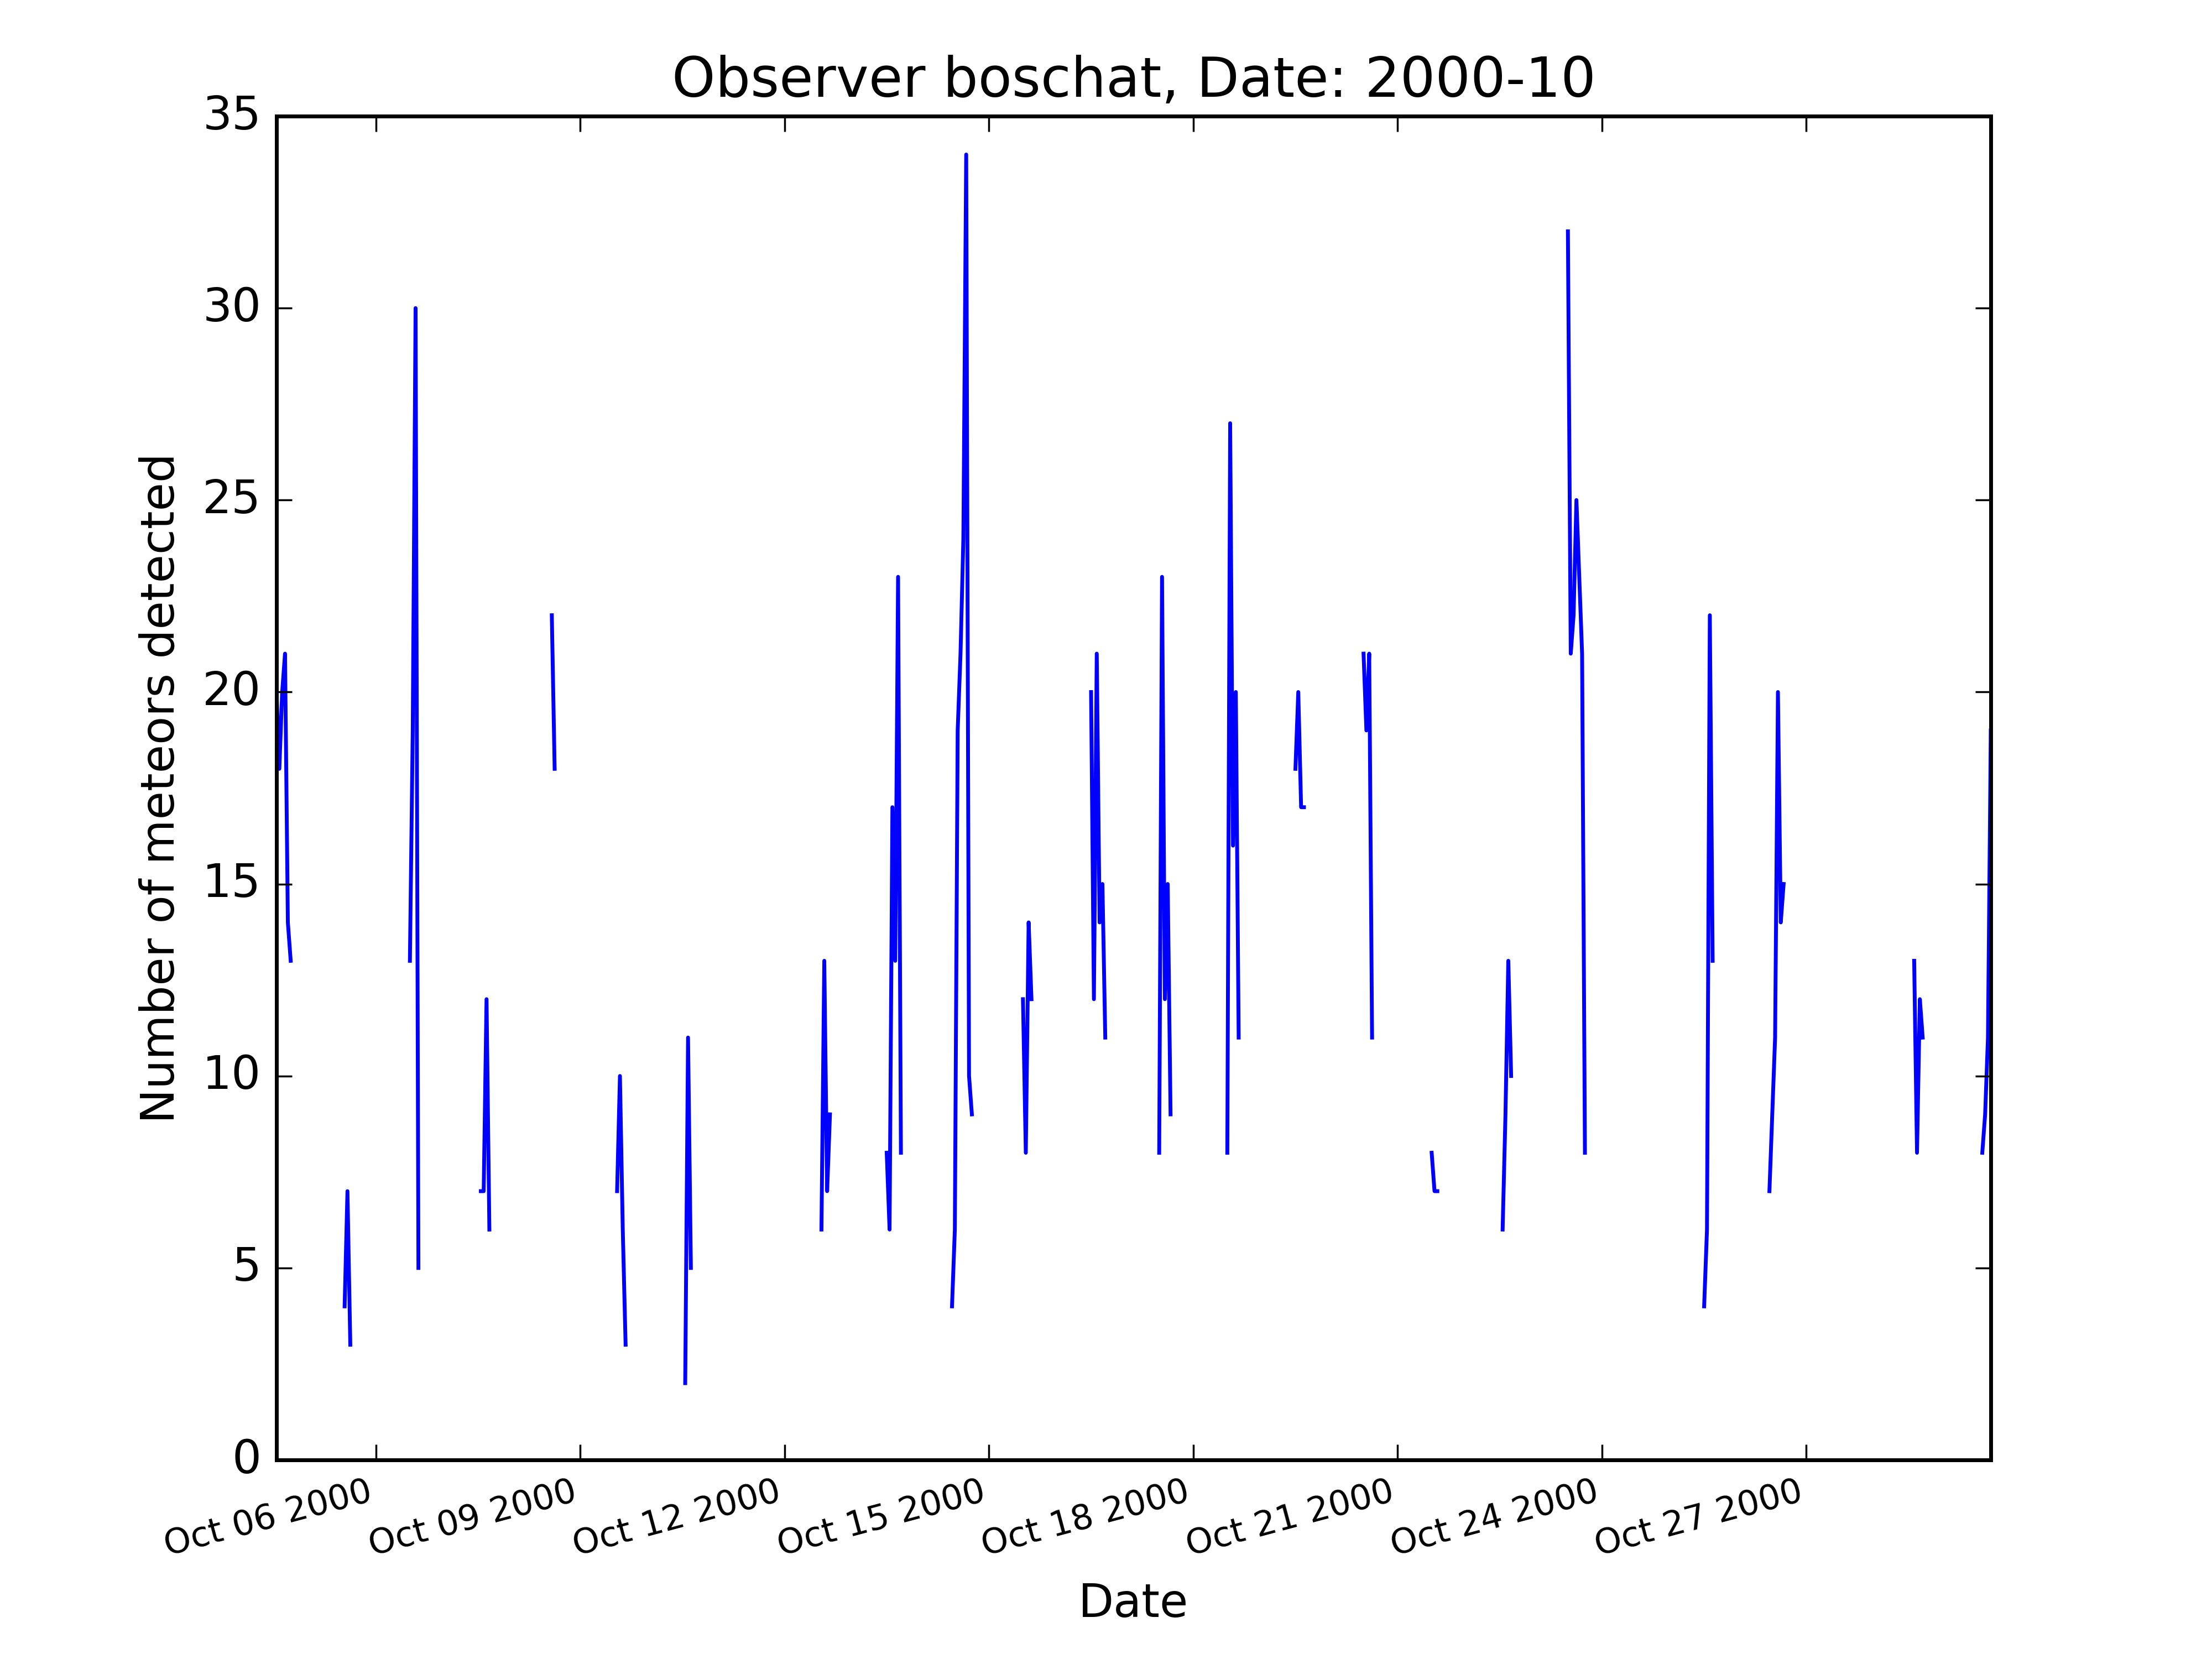 Observer boschat, Date: 2000-10
Number of meteors detected
35
30
25
20
15
10
5
0
Oct 06 2000
Oct 09 2000
Oct 12 2000
Oct 15 2000
Oct 18 2000
Oct 21 2000
Oct 24 2000
Oct 27 2000
Date